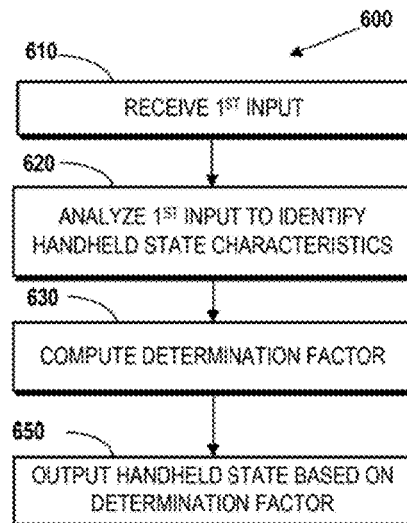 600
610
RECEIVE 1ST INPUT
620
ANALYZE 1ST INPUT TO IDENTIFY
HANDHELD STATE CHARACTERISTICS
630
COMPUTE DETERMINATION FACTOR
650
OUTPUT HANDHELD STATE BASED ON
DETERMINATION FACTOR